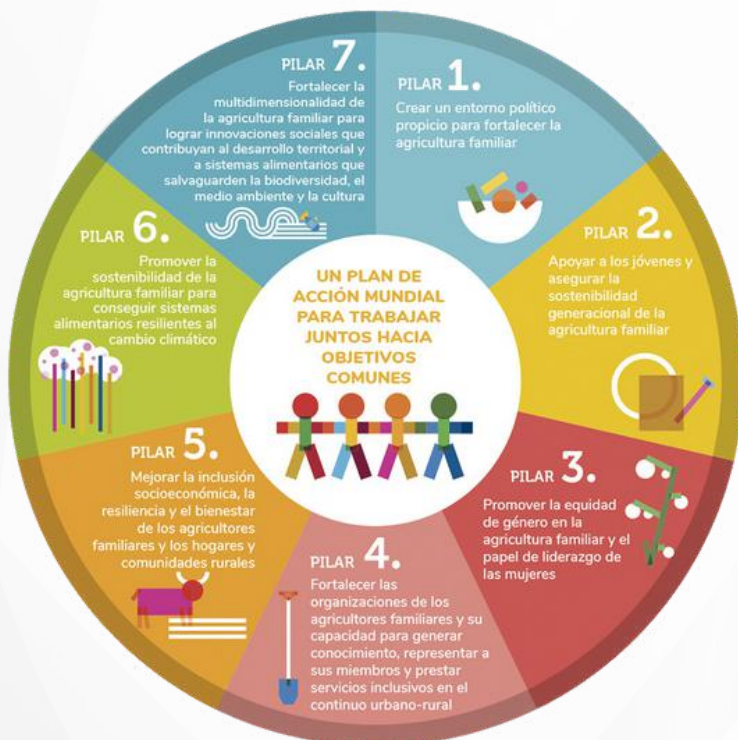 PILAR 1.
Crear un entorno político
propicio para fortalecer la
agricultura familiar
PILAR 2.
Apoyar a los jóvenes y
asegurar la
sostenibilidad
generacional de la
agricultura familiar
PILAR 3.
Promover la equidad
de género en la
agricultura familiar y el
papel de liderazgo de
las mujeres
PILAR 4.
Fortalecer las
organizaciones de los
agricultores familiares y su
capacidad para generar
conocimiento, representar a
sus miembros y prestar
servicios inclusivos en el
continuo urbano-rural
PILAR 5.
Mejorar la inclusión
socioeconómica, la
resiliencia y el bienestar
de los agricultores
familiares y los hogares y
comunidades rurales
PILAR 6.
Promover la
sostenibilidad de la
agricultura familiar para
conseguir sistemas
alimentarios resilientes al
cambio climático
PILAR 7.
Fortalecer la
multidimensionalidad de
la agricultura familiar para
lograr innovaciones sociales que
contribuyan al desarrollo territorial y
a sistemas alimentarios que
salvaguarden la biodiversidad, el
medio ambiente y la cultura
UN PLAN DE
ACCIÓN MUNDIAL
PARA TRABAJAR
JUNTOS HACIA
OBJETIVOS
COMUNES